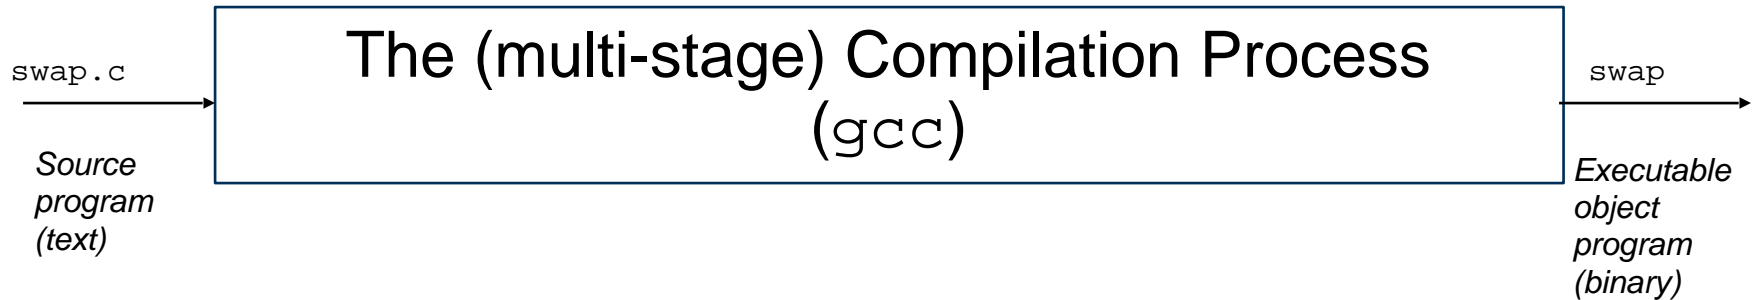 swap.c
Source
program
(text)
The (multi-stage) Compilation Process
(gcc)
swap
Executable
object
program
(binary)